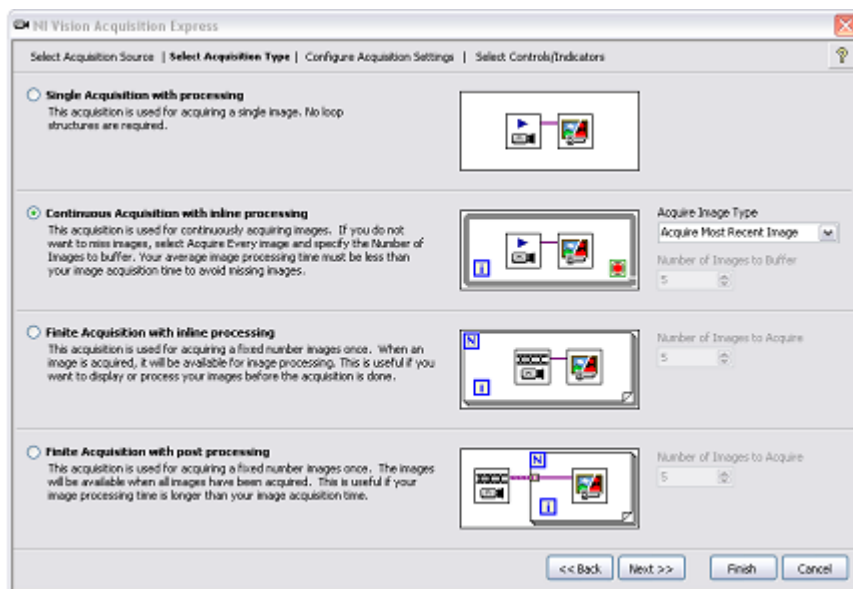 NI Vision Acquisition Express
Select Acquisition Source | Select Acquisition Type | Configure Acquisition Settings | Select Controls/Indicators
?
Single Acquisition with processing
This acquisition is used for acquiring a single image. No loop
structures are required.
Continuous Acquisition with inline processing
This acquisition is used for continuously acquiring images. If you do not
want to miss images, select Acquire Every image and specify the Number of
Images to buffer. Your average image processing time must be less than
your image acquisition time to avoid missing images.
i
Acquire Image Type
Acquire Most Recent Image
Number of Images to Buffer
5
Finite Acquisition with inline processing
This acquisition is used for acquiring a fixed number images once. When an
image is acquired, it will be available for image processing. This is useful if you
want to display or process your images before the acquisition is done.
N
i
Number of Images to Acquire
5
Finite Acquisition with post processing
This acquisition is used for acquiring a fixed number images once. The images
will be available when all images have been acquired. This is useful if your
image processing time is longer than your image acquisition time.
N
i
Number of Images to Acquire
5
<< Back
Next >>
Finish
Cancel